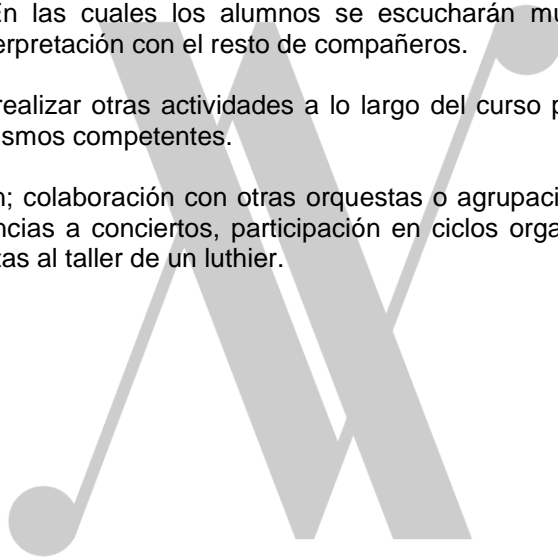 En las cuales los alumnos se escucharán mu
erpretación con el resto de compañeros.
realizar otras actividades a lo largo del curso p
ismos competentes.
n; colaboración con otras orquestas o agrupaci
ncias a conciertos, participación en ciclos orga
tas al taller de un luthier.